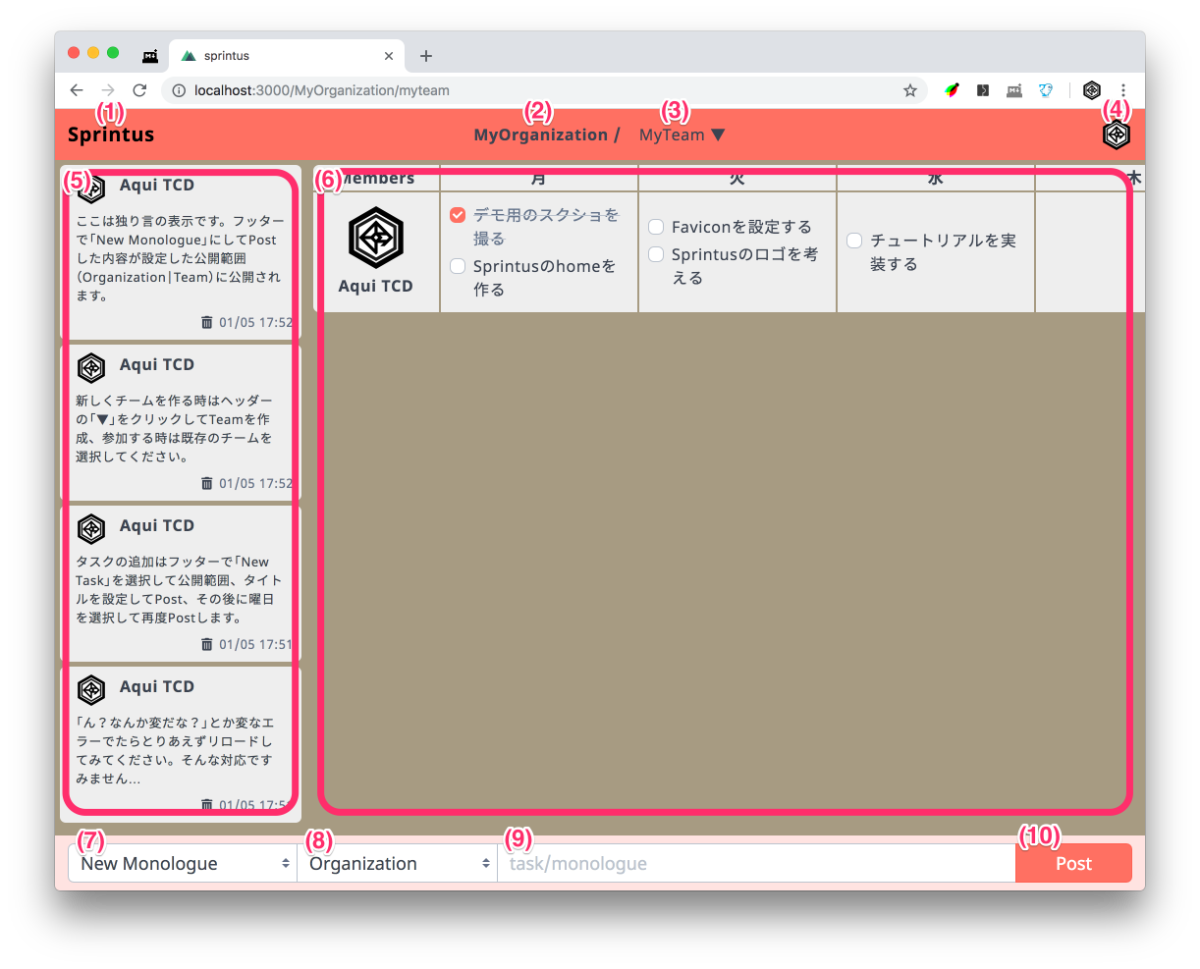 sprintus
localhost:3000/MyOrganization/myteam
(1)
(2)
(3)
(4)
Sprintus
MyOrganization /
MyTeam ▼
(5)
Aqui TCD
ここは独り言の表示です。フッター
で「New Monologue」にしてPost
した内容が設定した公開範囲
(Organization|Team)に公開され
ます。
01/05 17:52
Aqui TCD
新しくチームを作る時はヘッダー
の「▼」をクリックしてTeamを作
成、参加する時は既存のチームを
選択してください。
01/05 17:52
Aqui TCD
タスクの追加はフッターで「New
Task」を選択して公開範囲、タイト
ルを設定してPost、その後に曜日
を選択して再度Postします。
01/05 17:51
Aqui TCD
「ん？なんか変だな？」とか変なエ
ラーでたらとりあえずリロードし
てみてください。そんな対応です
みません...
01/05 17:51
(6)
Members
月
火
水
木
Aqui TCD
デモ用のスクショを
撮る
Sprintusのhomeを
作る
Faviconを設定する
Sprintusのロゴを考
える
チュートリアルを実
装する
(7)
(8)
(9)
(10)
New Monologue
Organization
task/monologue
Post